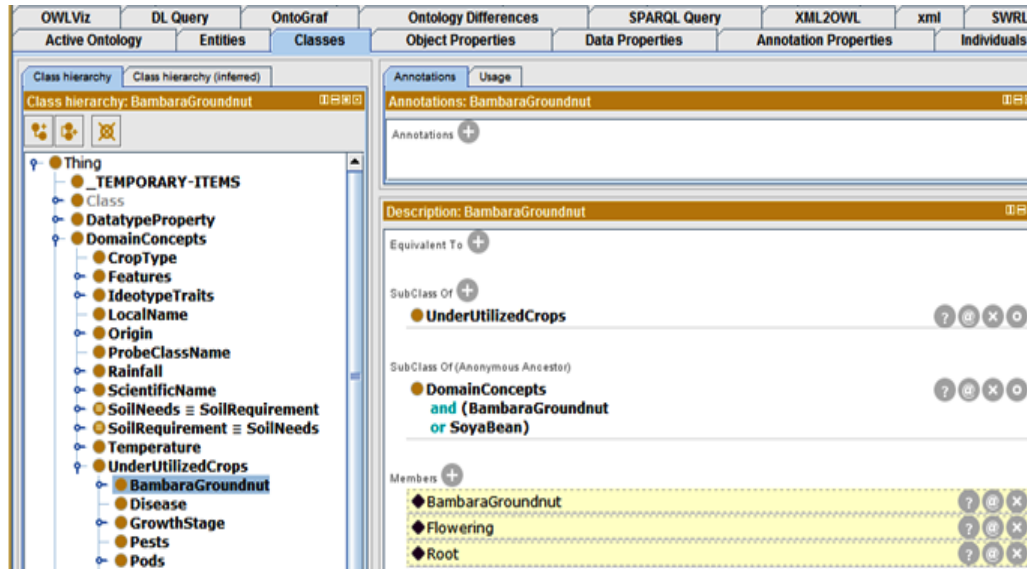 OWLViz DL Query OntoGraf Ontology Differences SPARQL Query XML2OWL xml SWRL
Active Ontology Entities Classes Object Properties Data Properties Annotation Properties Individuals
Class hierarchy Class hierarchy (inferred)
Class hierarchy: BambaraGroundnut
Thing
_TEMPORARY-ITEMS
Class
DatatypeProperty
DomainConcepts
CropType
Features
IdeotypeTraits
LocalName
Origin
ProbeClassName
Rainfall
ScientificName
SoilNeeds ≡ SoilRequirement
SoilRequirement ≡ SoilNeeds
Temperature
UnderUtilizedCrops
BambaraGroundnut
Disease
GrowthStage
Pests
Pods
Annotations Usage
Annotations: BambaraGroundnut
Annotations
Description: BambaraGroundnut
Equivalent To
SubClass Of
UnderUtilizedCrops
SubClass Of (Anonymous Ancestor)
DomainConcepts
and (BambaraGroundnut
or SoyaBean)
Members
BambaraGroundnut
Flowering
Root